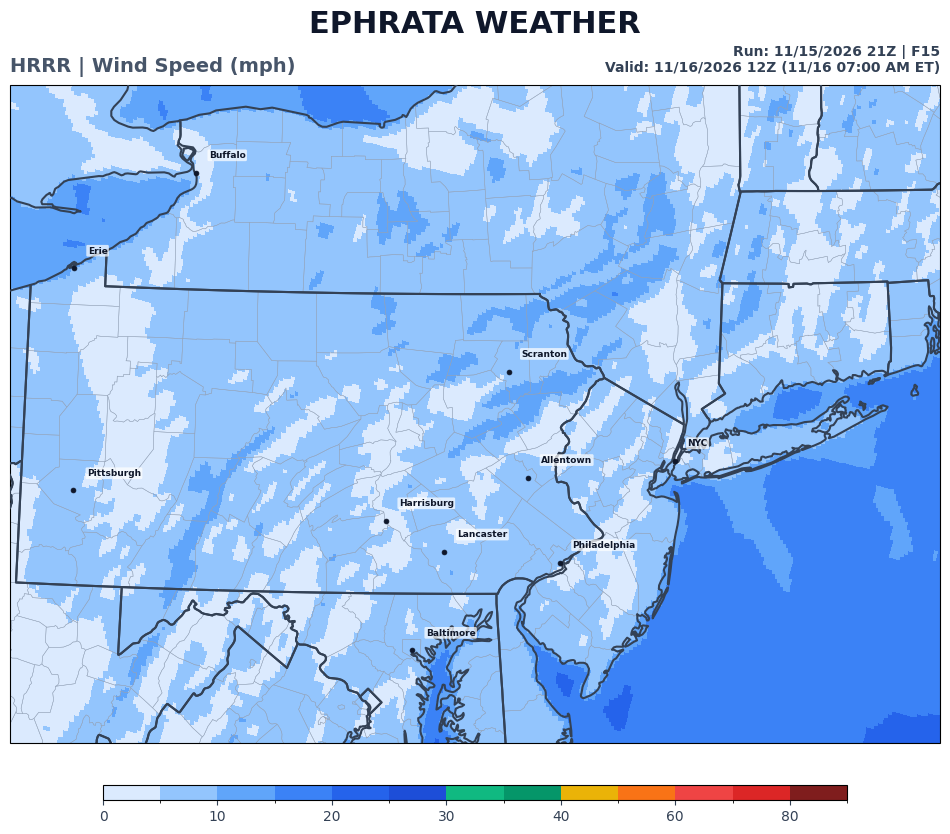 EPHRATA WEATHER
HRRR | Wind Speed (mph)
Run: 11/15/2026 21Z | F15
Valid: 11/16/2026 12Z (11/16 07:00 AM ET)
Buffalo
Erie
Scranton
NYC
Allentown
Pittsburgh
Harrisburg
Lancaster
Philadelphia
Baltimore
0 10 20 30 40 50 60 70 80